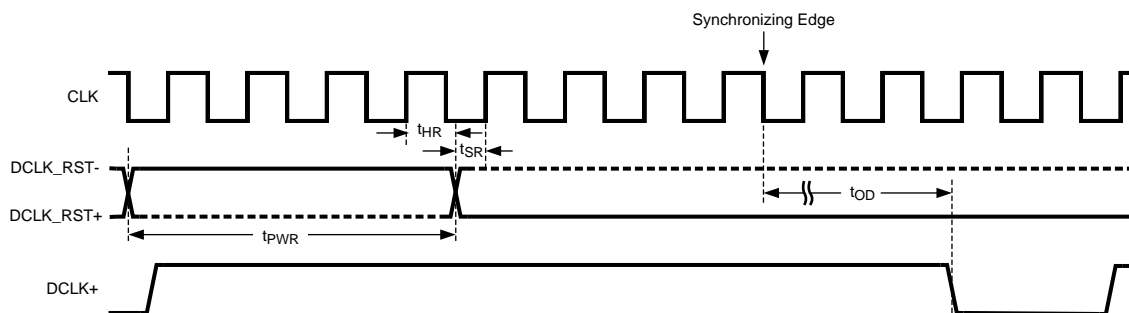 Synchronizing Edge
CLK
tHR
tSR
DCLK_RST-
tOD
DCLK_RST+
tPWR
DCLK+